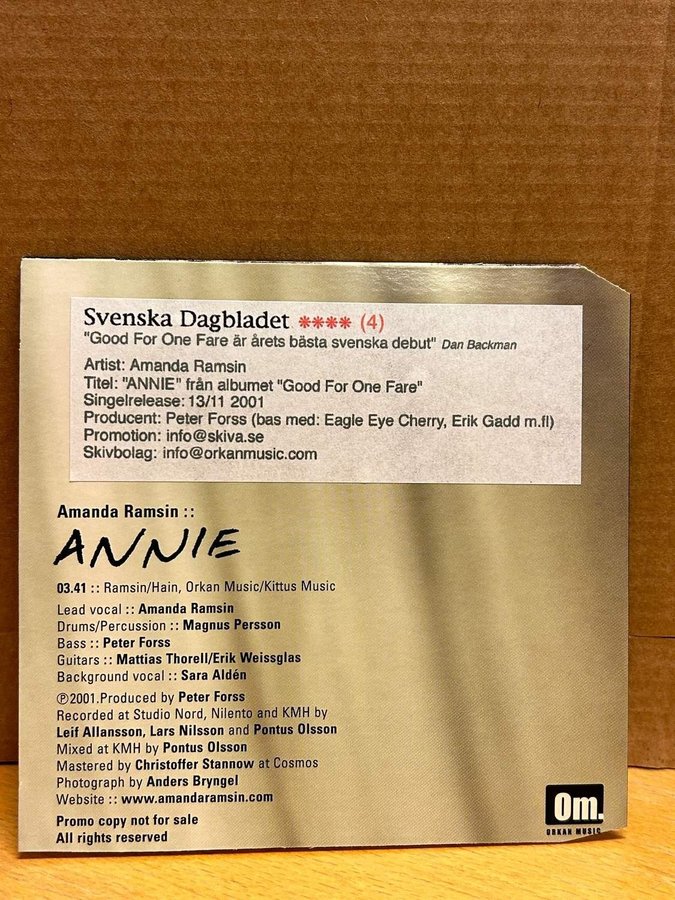 Svenska Dagbladet **** (4)
"Good For One Fare är årets bästa svenska debut" Dan Backman
Artist: Amanda Ramsin
Titel: "ANNIE" från albumet "Good For One Fare"
Singelrelease: 13/11 2001
Producent: Peter Forss (bas med: Eagle Eye Cherry, Erik Gadd m.fl)
Promotion: info@skiva.se
Skivbolag: info@orkanmusic.com
Amanda Ramsin ::
ANNIE
03.41 :: Ramsin/Hain, Orkan Music/Kittus Music
Lead vocal :: Amanda Ramsin
Drums/Percussion :: Magnus Persson
Bass :: Peter Forss
Guitars :: Mattias Thorell/Erik Weissglas
Background vocal :: Sara Aldén
℗2001.Produced by Peter Forss
Recorded at Studio Nord, Nilento and KMH by
Leif Allansson, Lars Nilsson and Pontus Olsson
Mixed at KMH by Pontus Olsson
Mastered by Christoffer Stannow at Cosmos
Photograph by Anders Bryngel
Website :: www.amandaramsin.com
Promo copy not for sale
All rights reserved
Om.
ORKAN MUSIC